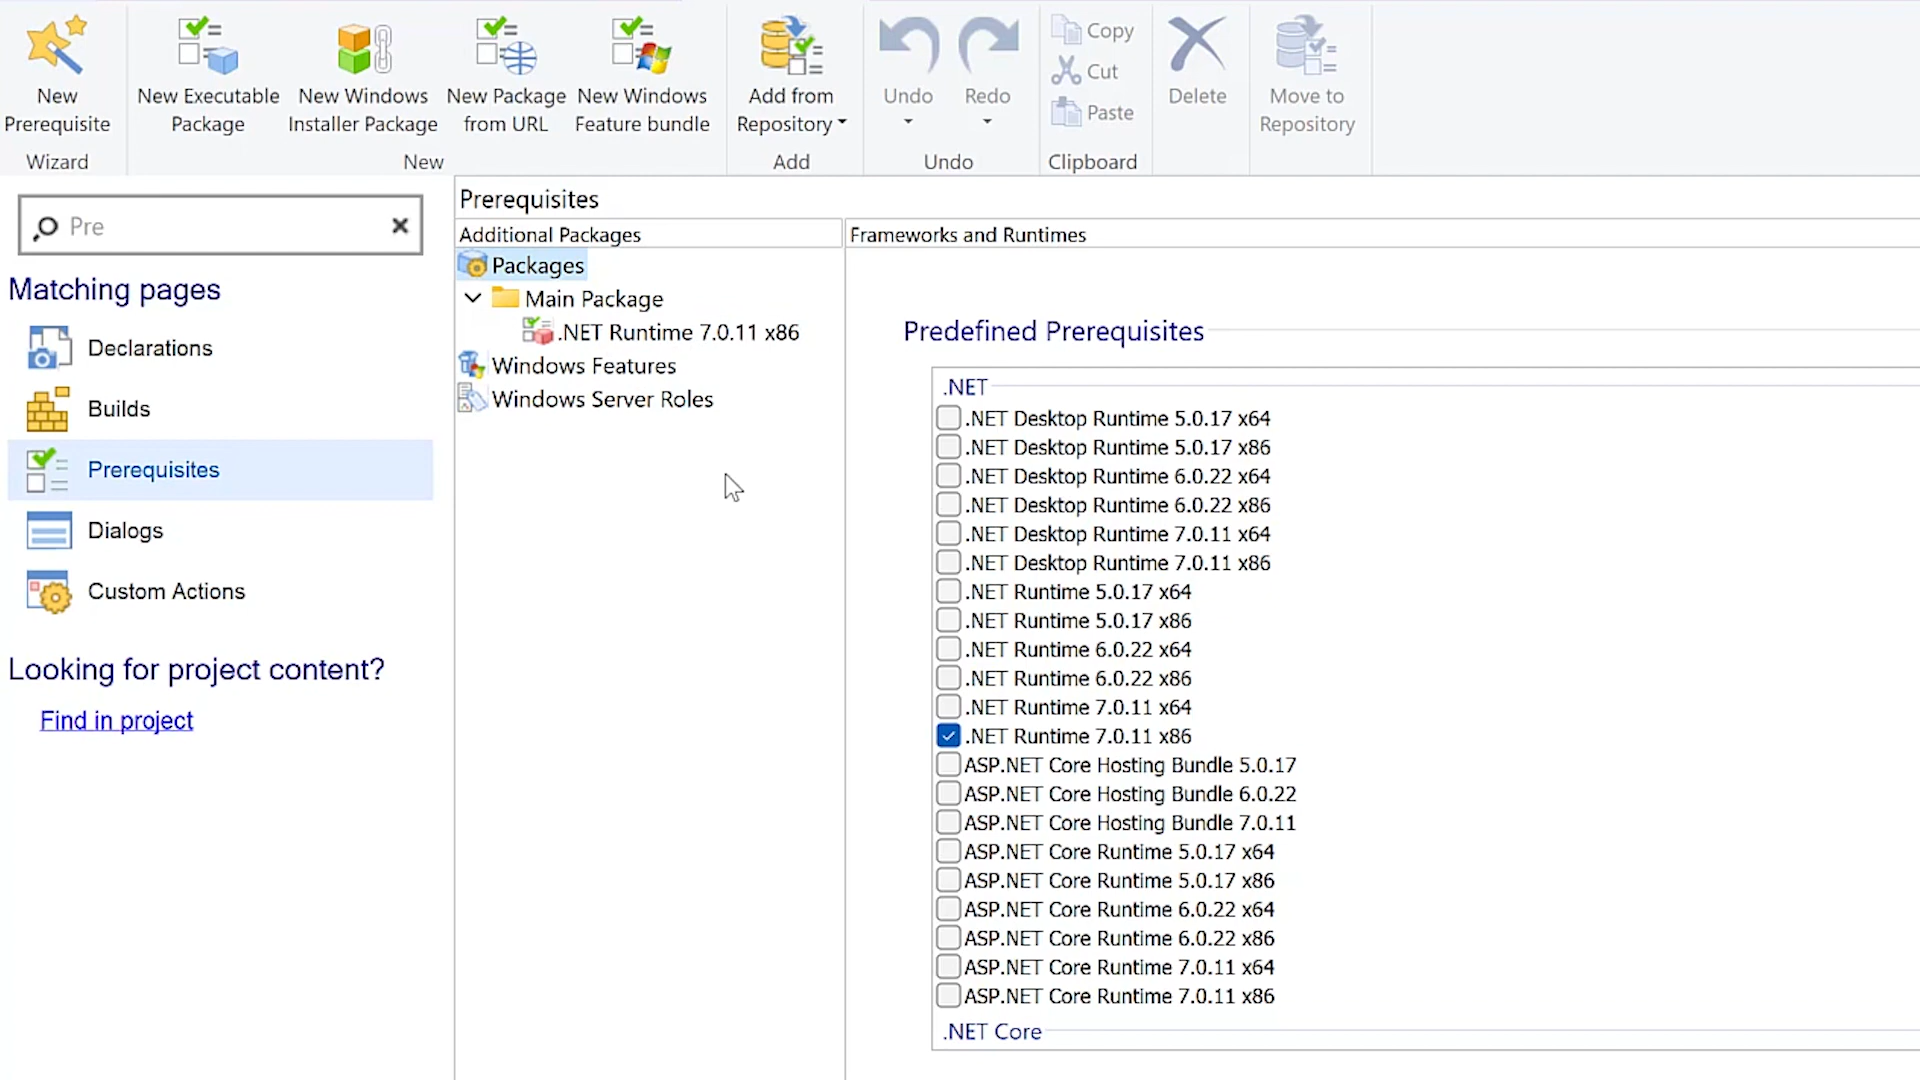 New Prerequisite
New Executable Package
New Windows Installer Package
New Package from URL
New Windows Feature bundle
Add from Repository
Undo
Redo
Copy
Cut
Paste
Delete
Move to Repository
Wizard
New
Add
Undo
Clipboard
Pre
Matching pages
Declarations
Builds
Prerequisites
Dialogs
Custom Actions
Looking for project content?
Find in project
Prerequisites
Additional Packages
Packages
Main Package
.NET Runtime 7.0.11 x86
Windows Features
Windows Server Roles
Frameworks and Runtimes
Predefined Prerequisites
.NET
.NET Desktop Runtime 5.0.17 x64
.NET Desktop Runtime 5.0.17 x86
.NET Desktop Runtime 6.0.22 x64
.NET Desktop Runtime 6.0.22 x86
.NET Desktop Runtime 7.0.11 x64
.NET Desktop Runtime 7.0.11 x86
.NET Runtime 5.0.17 x64
.NET Runtime 5.0.17 x86
.NET Runtime 6.0.22 x64
.NET Runtime 6.0.22 x86
.NET Runtime 7.0.11 x64
.NET Runtime 7.0.11 x86
ASP.NET Core Hosting Bundle 5.0.17
ASP.NET Core Hosting Bundle 6.0.22
ASP.NET Core Hosting Bundle 7.0.11
ASP.NET Core Runtime 5.0.17 x64
ASP.NET Core Runtime 5.0.17 x86
ASP.NET Core Runtime 6.0.22 x64
ASP.NET Core Runtime 6.0.22 x86
ASP.NET Core Runtime 7.0.11 x64
ASP.NET Core Runtime 7.0.11 x86
.NET Core